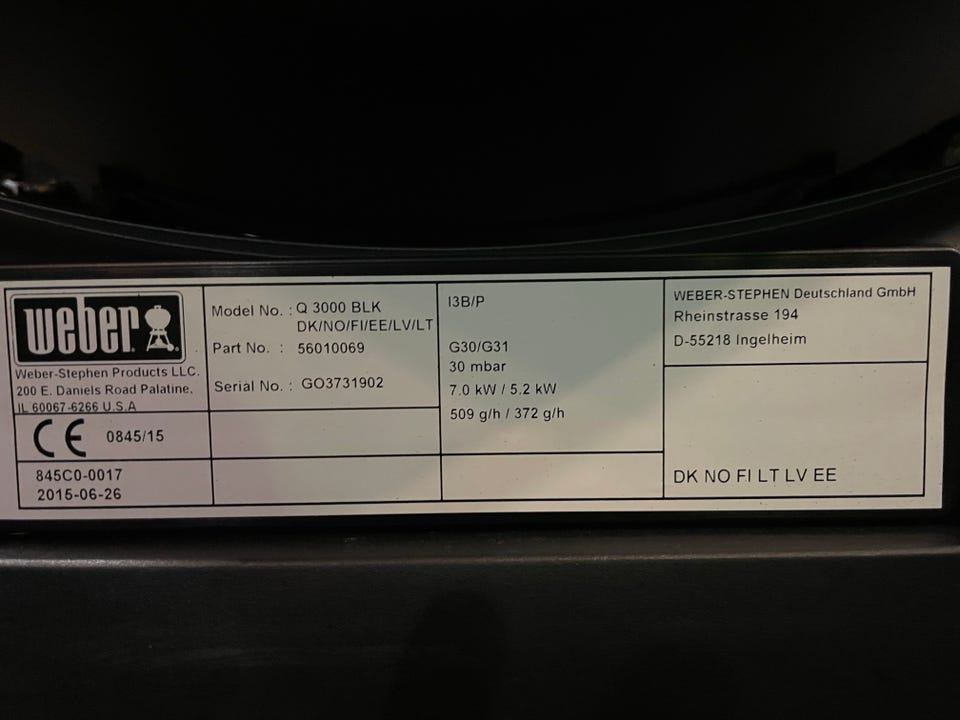 weber
Weber-Stephen Products LLC.
200 E. Daniels Road Palatine,
IL 60067-6266 U.S.A
CE 0845/15
845C0-0017
2015-06-26
Model No. : Q 3000 BLK
DK/NO/FI/EE/LV/LT
Part No. : 56010069
Serial No. : GO3731902
I3B/P
G30/G31
30 mbar
7.0 kW / 5.2 kW
509 g/h / 372 g/h
WEBER-STEPHEN Deutschland GmbH
Rheinstrasse 194
D-55218 Ingelheim
DK NO FI LT LV EE